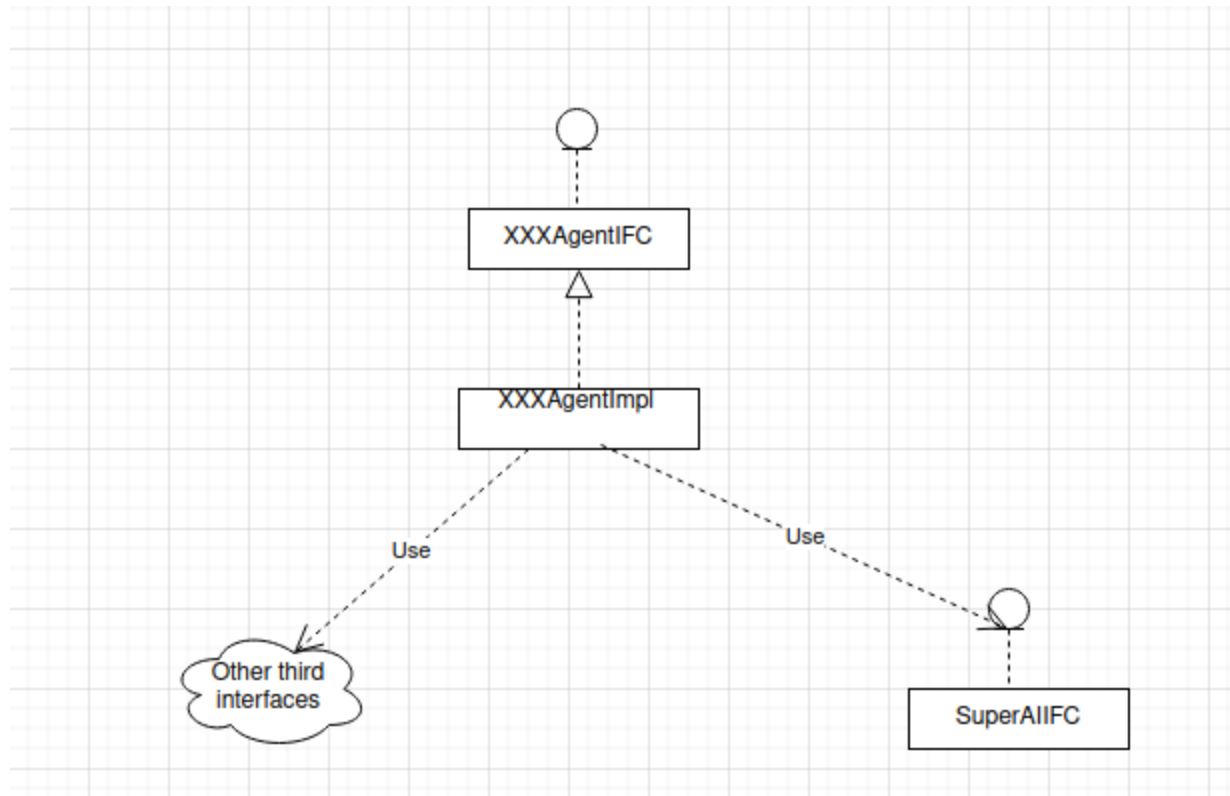 XXXAgentIFC
XXXAgentImpl
Use
Use
Other third
interfaces
SuperAIIFC